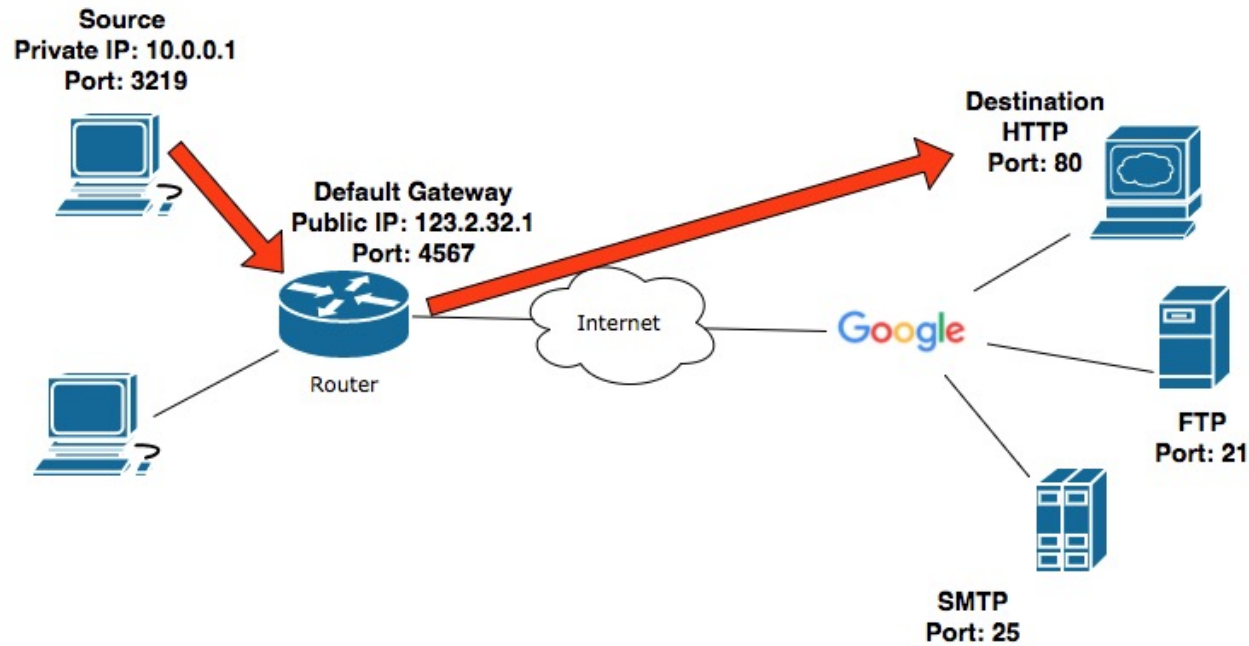 Source
Private IP: 10.0.0.1
Port: 3219
Destination
HTTP
Port: 80
Default Gateway
Public IP: 123.2.32.1
Port: 4567
Internet
Google
Router
FTP
Port: 21
SMTP
Port: 25